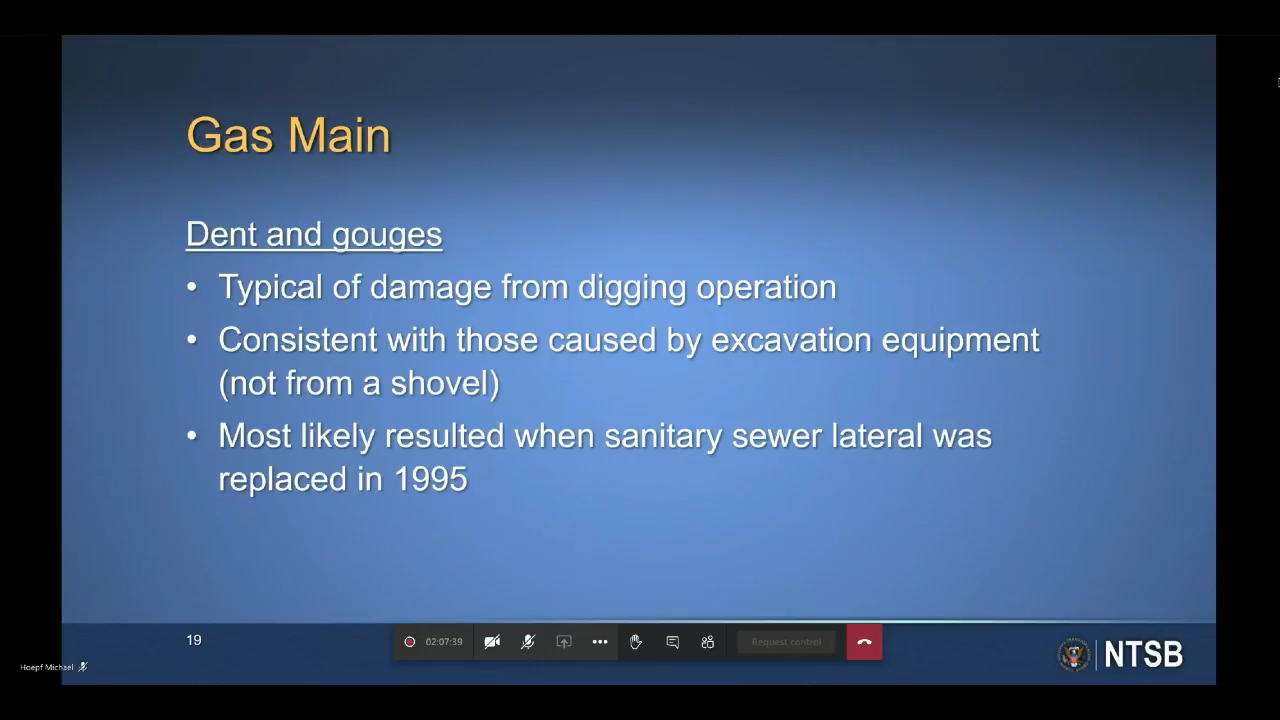 Gas Main
Dent and gouges
• Typical of damage from digging operation
• Consistent with those caused by excavation equipment
(not from a shovel)
• Most likely resulted when sanitary sewer lateral was
replaced in 1995
19
02:07:39
Request control
NTSB
Hoepf Michael